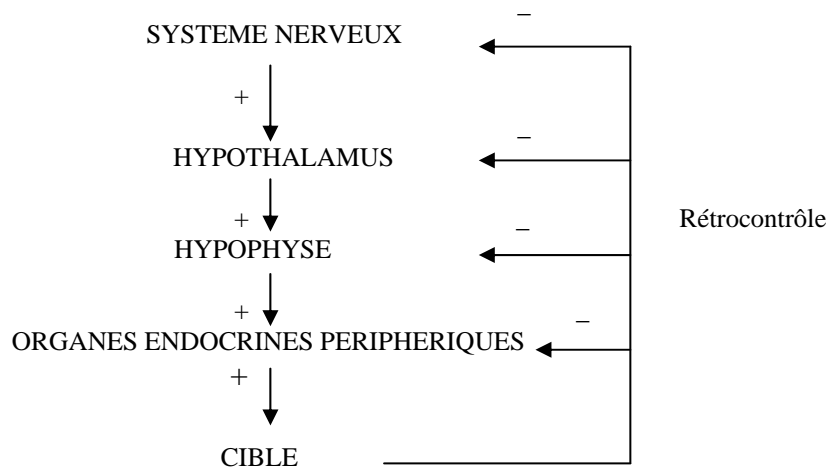 –
SYSTEME NERVEUX
+
–
HYPOTHALAMUS
Rétrocontrôle
+
–
HYPOPHYSE
+
–
ORGANES ENDOCRINES PERIPHERIQUES
+
CIBLE